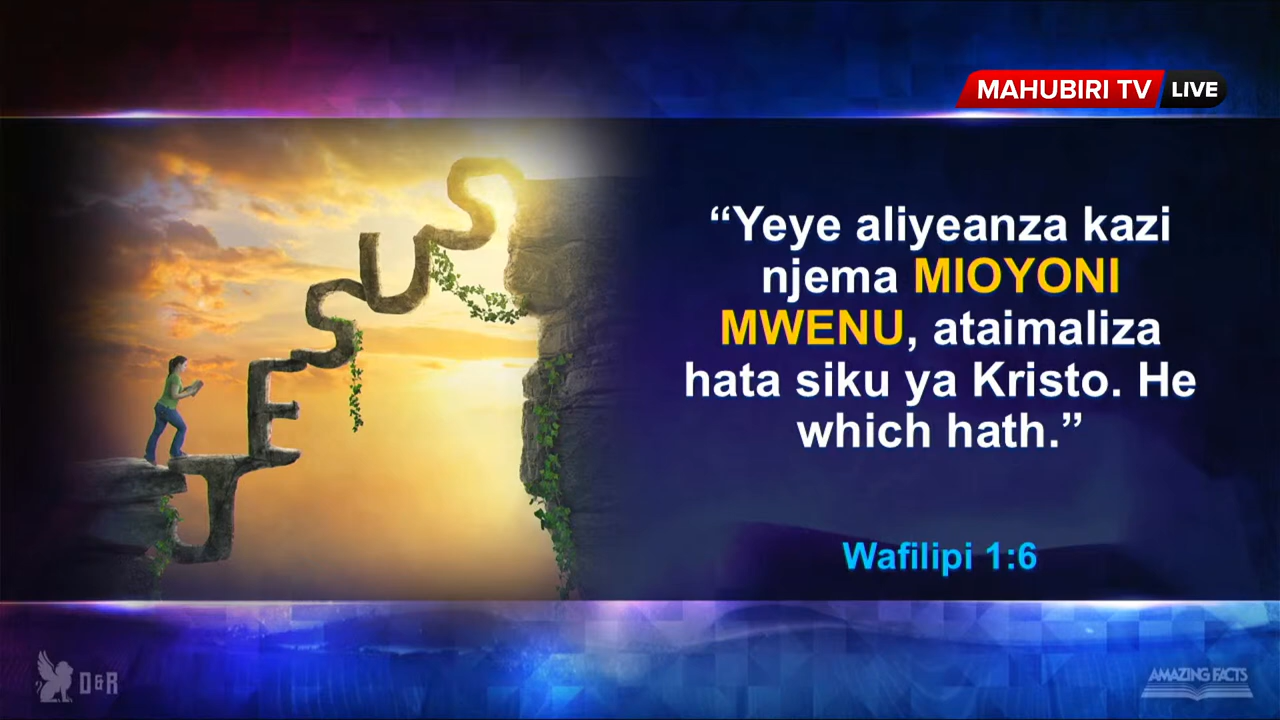 MAHUBIRI TV LIVE
JESUS
“Yeye aliyeanza kazi
njema MIOYONI
MWENU, ataimaliza
hata siku ya Kristo. He
which hath.”
Wafilipi 1:6
D&R
AMAZING FACTS